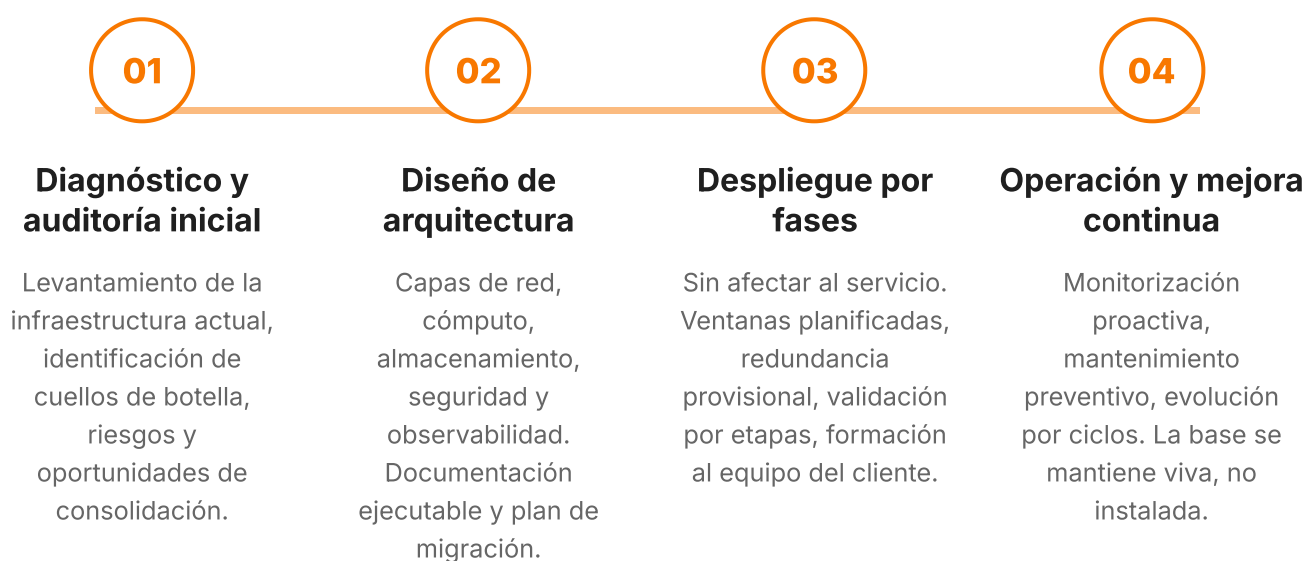 01
Diagnóstico y
auditoría inicial
Levantamiento de la
infraestructura actual,
identificación de
cuellos de botella,
riesgos y
oportunidades de
consolidación.
02
Diseño de
arquitectura
Capas de red,
cómputo,
almacenamiento,
seguridad y
observabilidad.
Documentación
ejecutable y plan de
migración.
03
Despliegue por
fases
Sin afectar al servicio.
Ventanas planificadas,
redundancia
provisional, validación
por etapas, formación
al equipo del cliente.
04
Operación y mejora
continua
Monitorización
proactiva,
mantenimiento
preventivo, evolución
por ciclos. La base se
mantiene viva, no
instalada.